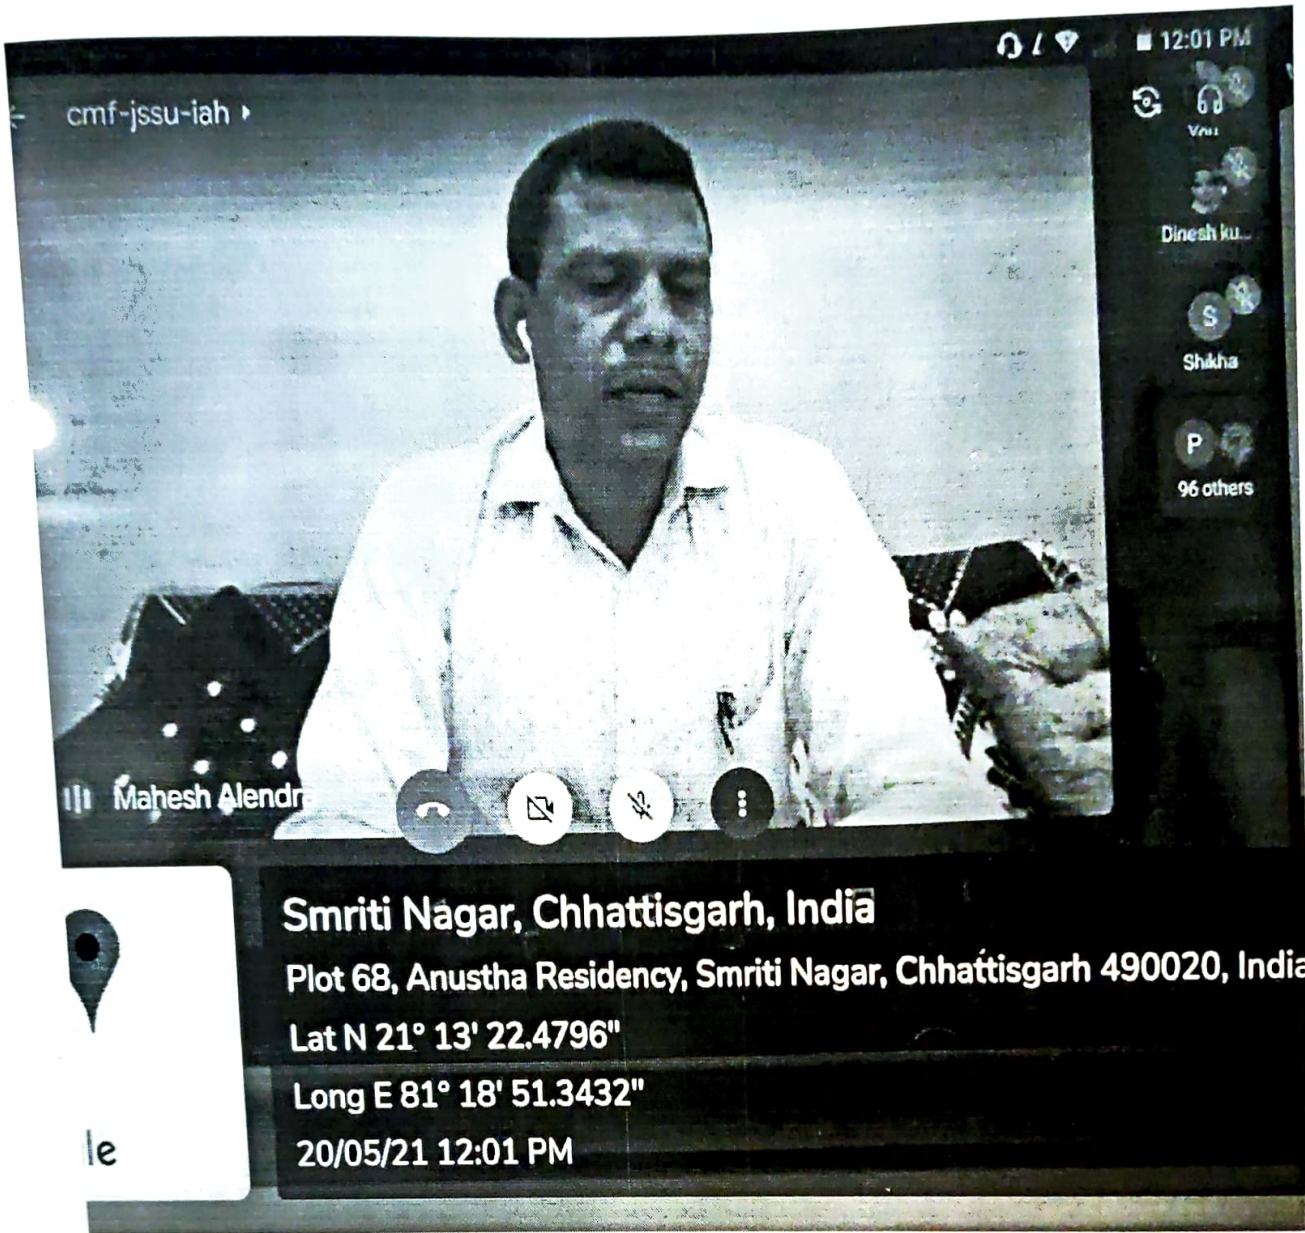 12:01 PM
cmf-jssu-iah
You
Dinesh ku...
S
Shikha
P
96 others
Mahesh Alendr
Smriti Nagar, Chhattisgarh, India
Plot 68, Anustha Residency, Smriti Nagar, Chhattisgarh 490020, India
Lat N 21° 13' 22.4796"
Long E 81° 18' 51.3432"
20/05/21 12:01 PM
le